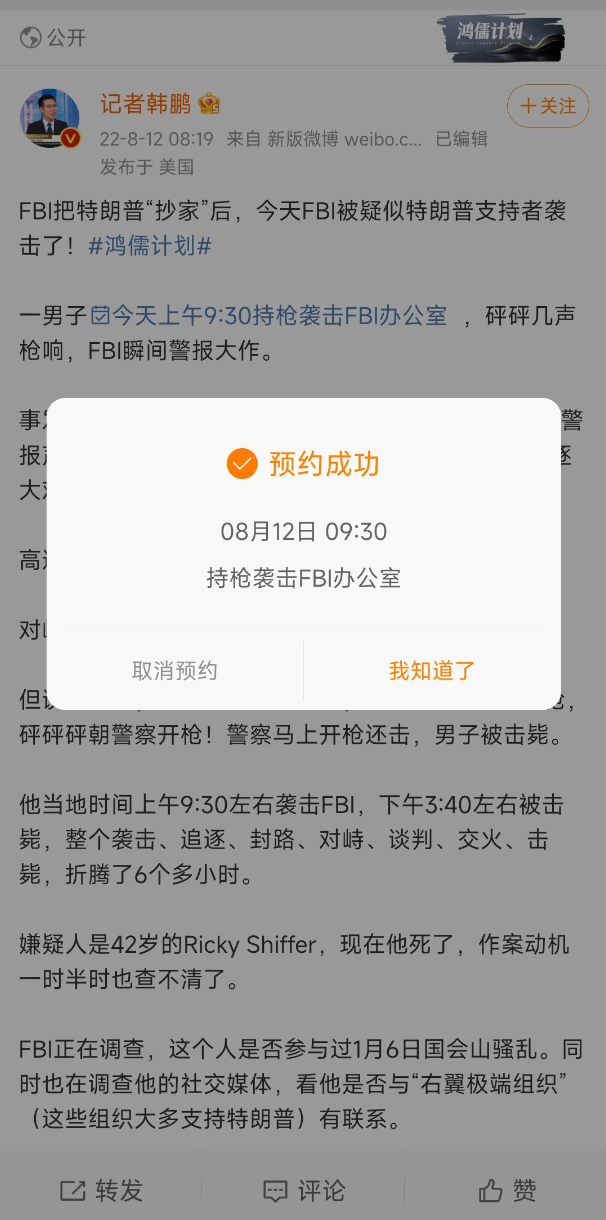 公开
鸿儒计划
记者韩鹏
22-8-12 08:19 来自 新版微博 weibo.c... 已编辑
发布于 美国
+关注
FBI把特朗普“抄家”后，今天FBI被疑似特朗普支持者袭
击了！#鸿儒计划#
一男子今天上午9:30持枪袭击FBI办公室 ，砰砰几声
枪响，FBI瞬间警报大作。
警
报
大
高
对
预约成功
08月12日 09:30
持枪袭击FBI办公室
取消预约
我知道了
砰砰砰朝警察开枪！警察马上开枪还击，男子被击毙。
他当地时间上午9:30左右袭击FBI，下午3:40左右被击
毙，整个袭击、追逐、封路、对峙、谈判、交火、击
毙，折腾了6个多小时。
嫌疑人是42岁的Ricky Shiffer，现在他死了，作案动机
一时半时也查不清了。
FBI正在调查，这个人是否参与过1月6日国会山骚乱。同
时也在调查他的社交媒体，看他是否与“右翼极端组织”
（这些组织大多支持特朗普）有联系。
转发
评论
赞